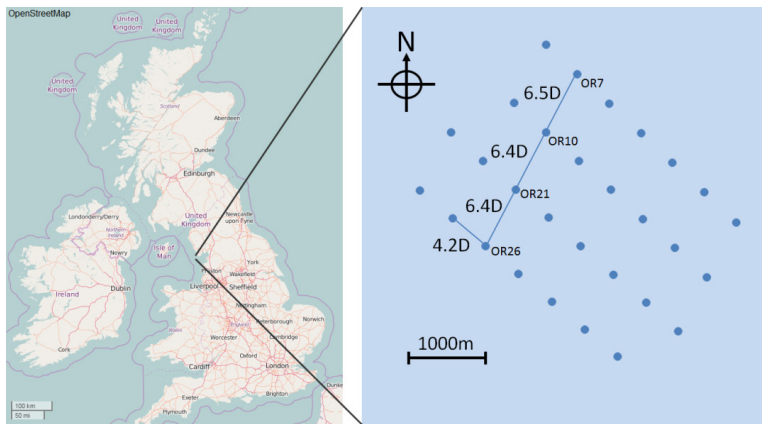 OpenStreetMap
United
Kingdom
United
Kingdom
United
Kingdom
Scotland
Aberdeen
Dundee
Edinburgh
Londonderry/Derry
United
Kingdom
Newcastle
upon Tyne
Northern
Ireland
Isle of
Man
Newry
York
Preston
Wakefield
Ireland
Dublin
Liverpool
Sheffield
Nottingham
Wales
England
Peterborough
Norwich
Worcester
Cambridge
Cork
Oxford
Cardiff
London
Brighton
Exeter
Plymouth
Dunke
100 km
50 mi
N
6.5D
OR7
OR10
6.4D
OR21
6.4D
4.2D
OR26
1000m